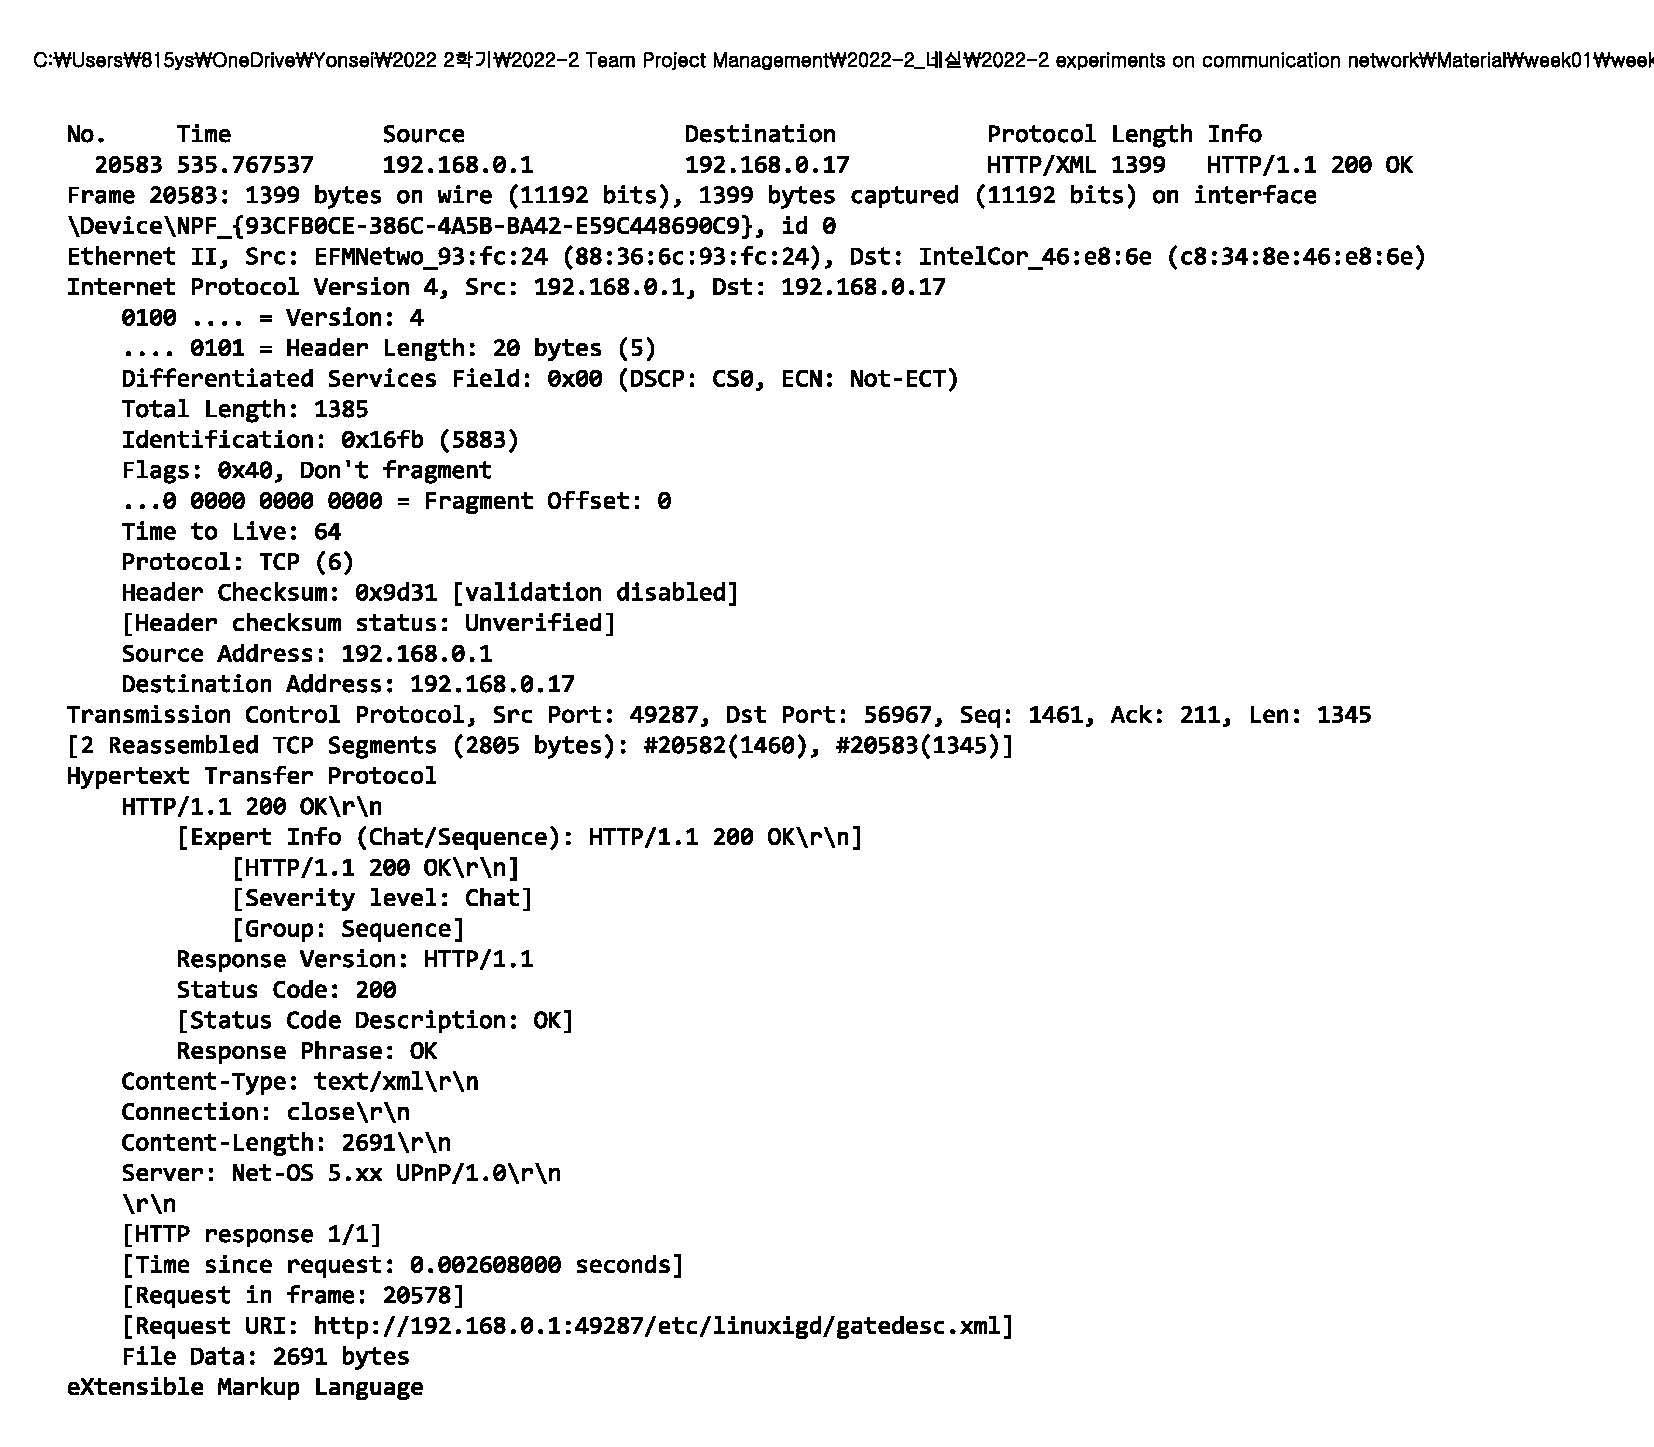 C:₩Users₩815ys₩OneDrive₩Yonsei₩2022 2학기₩2022-2 Team Project Management₩2022-2_네실₩2022-2 experiments on communication network₩Material₩week01₩week
No.     Time           Source                Destination           Protocol Length Info
  20583 535.767537     192.168.0.1           192.168.0.17          HTTP/XML 1399   HTTP/1.1 200 OK
Frame 20583: 1399 bytes on wire (11192 bits), 1399 bytes captured (11192 bits) on interface
\Device\NPF_{93CFB0CE-386C-4A5B-BA42-E59C448690C9}, id 0
Ethernet II, Src: EFMNetwo_93:fc:24 (88:36:6c:93:fc:24), Dst: IntelCor_46:e8:6e (c8:34:8e:46:e8:6e)
Internet Protocol Version 4, Src: 192.168.0.1, Dst: 192.168.0.17
    0100 .... = Version: 4
    .... 0101 = Header Length: 20 bytes (5)
    Differentiated Services Field: 0x00 (DSCP: CS0, ECN: Not-ECT)
    Total Length: 1385
    Identification: 0x16fb (5883)
    Flags: 0x40, Don't fragment
    ...0 0000 0000 0000 = Fragment Offset: 0
    Time to Live: 64
    Protocol: TCP (6)
    Header Checksum: 0x9d31 [validation disabled]
    [Header checksum status: Unverified]
    Source Address: 192.168.0.1
    Destination Address: 192.168.0.17
Transmission Control Protocol, Src Port: 49287, Dst Port: 56967, Seq: 1461, Ack: 211, Len: 1345
[2 Reassembled TCP Segments (2805 bytes): #20582(1460), #20583(1345)]
Hypertext Transfer Protocol
    HTTP/1.1 200 OK\r\n
        [Expert Info (Chat/Sequence): HTTP/1.1 200 OK\r\n]
            [HTTP/1.1 200 OK\r\n]
            [Severity level: Chat]
            [Group: Sequence]
        Response Version: HTTP/1.1
        Status Code: 200
        [Status Code Description: OK]
        Response Phrase: OK
    Content-Type: text/xml\r\n
    Connection: close\r\n
    Content-Length: 2691\r\n
    Server: Net-OS 5.xx UPnP/1.0\r\n
    \r\n
    [HTTP response 1/1]
    [Time since request: 0.002608000 seconds]
    [Request in frame: 20578]
    [Request URI: http://192.168.0.1:49287/etc/linuxigd/gatedesc.xml]
    File Data: 2691 bytes
eXtensible Markup Language